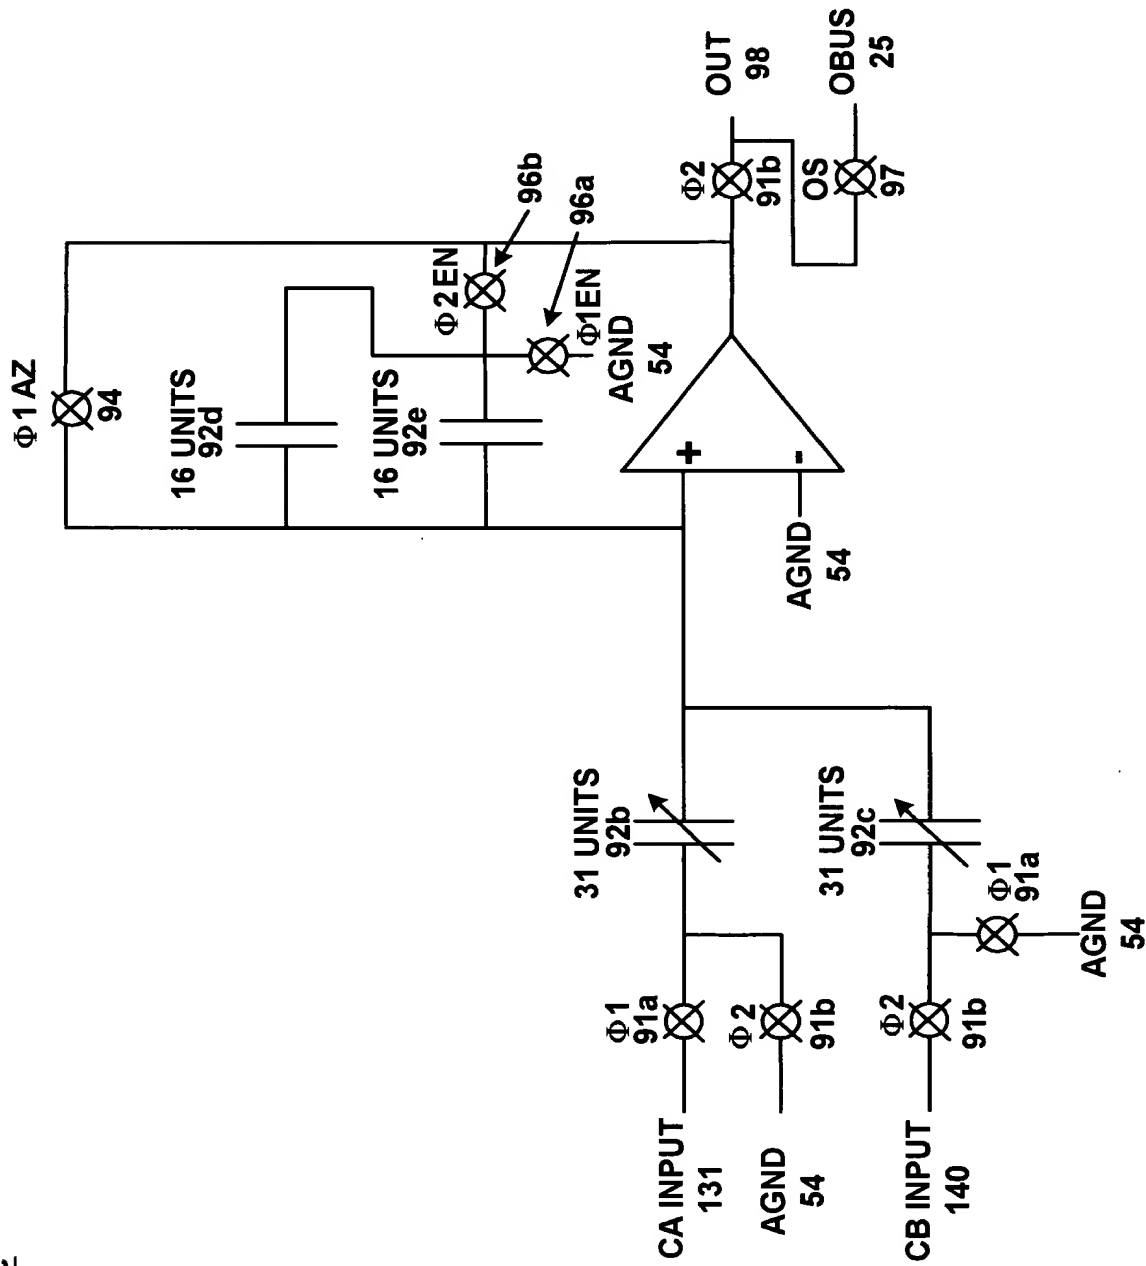 Φ1 AZ
94
16 UNITS
92d
16 UNITS
92e
Φ2 EN
96b
96a
Φ1EN
AGND
54
Φ2
91b
OUT
98
OS
97
OBUS
25
+
-
AGND
54
31 UNITS
92b
31 UNITS
92c
Φ1
91a
Φ2
91b
Φ2
91b
Φ1
91a
AGND
54
CA INPUT
131
AGND
54
CB INPUT
140